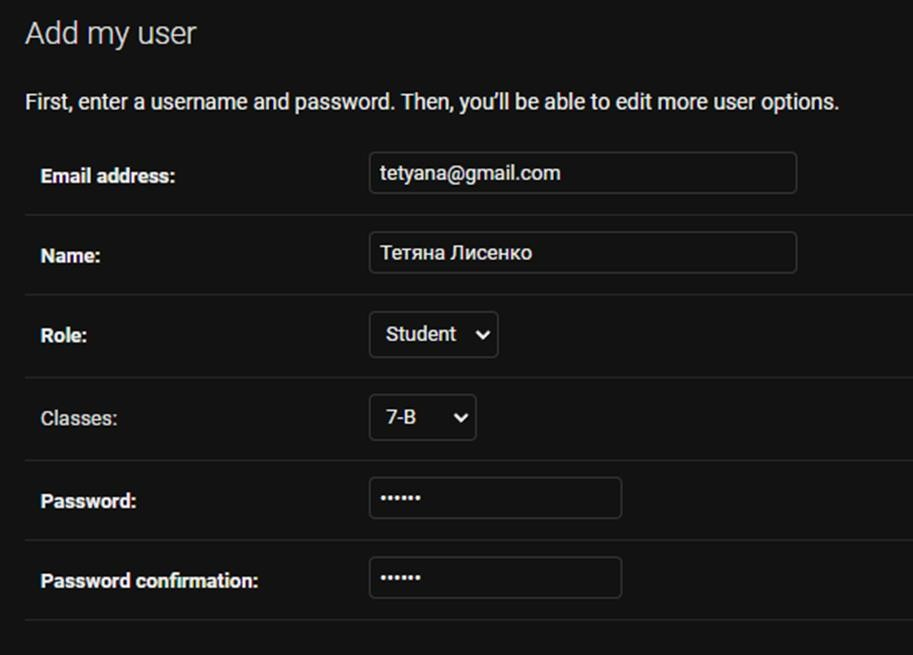 Add my user
First, enter a username and password. Then, you’ll be able to edit more user options.
Email address: tetyana@gmail.com
Name: Тетяна Лисенко
Role: Student
Classes: 7-В
Password: ••••••
Password confirmation: ••••••